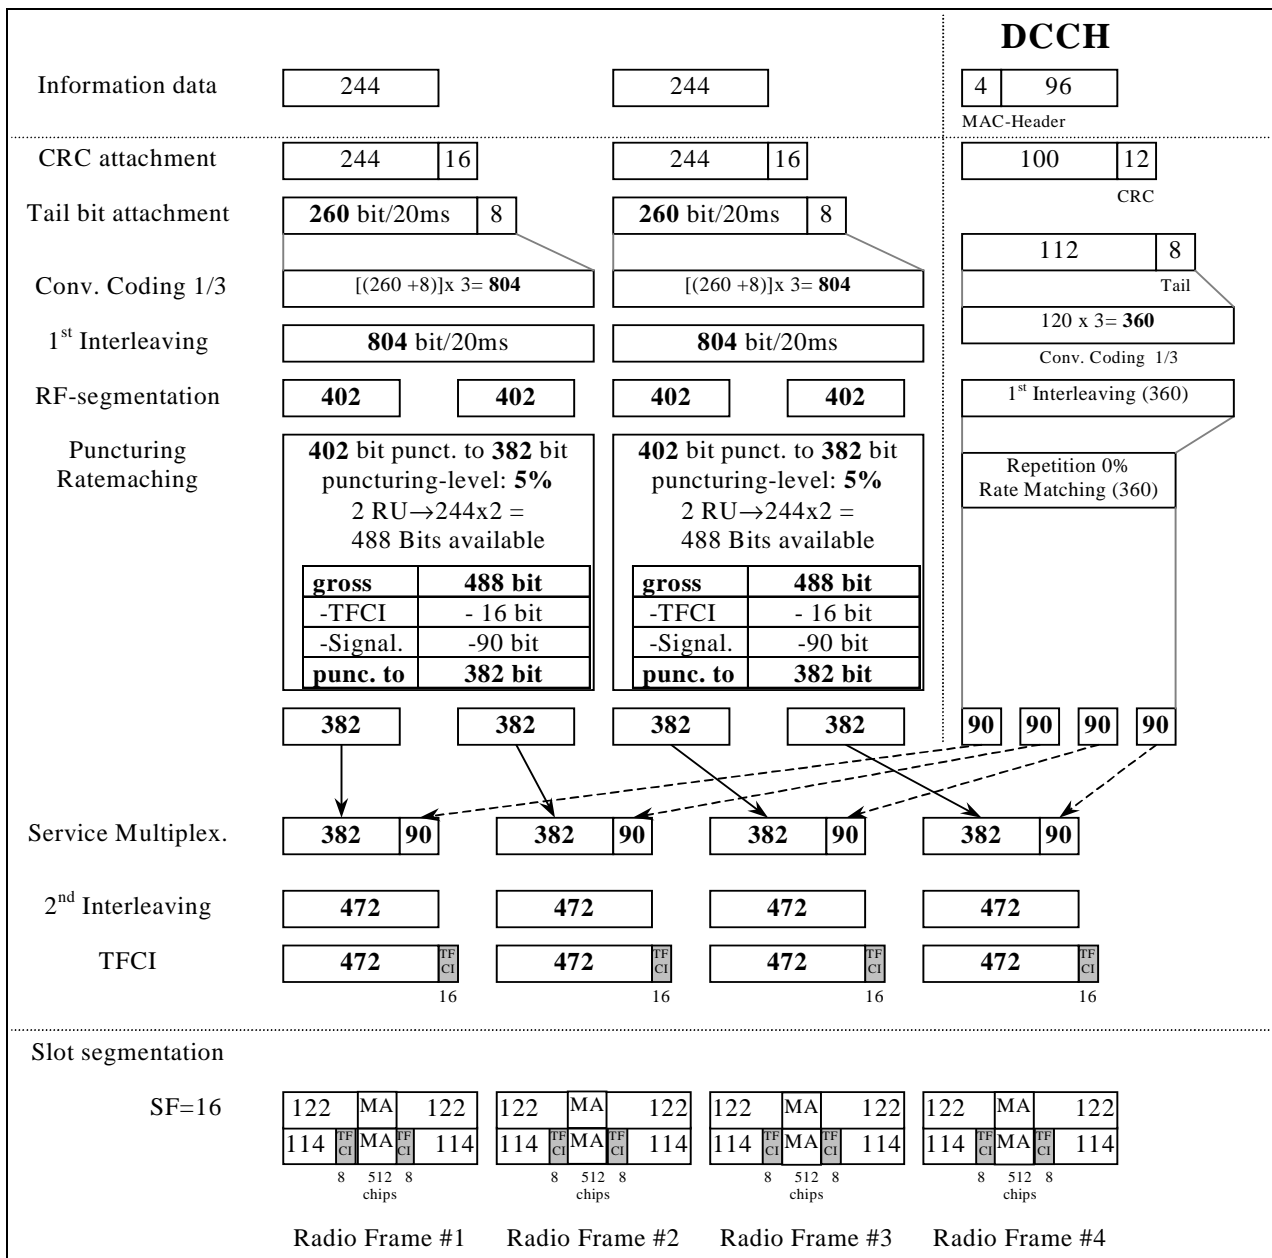 DCCH
Information data 244 244 4 96
MAC-Header
CRC attachment 244 16 244 16 100 12
CRC
Tail bit attachment 260 bit/20ms 8 260 bit/20ms 8
112 8
Tail
Conv. Coding 1/3 [(260 +8)]x 3= 804 [(260 +8)]x 3= 804
120 x 3= 360
Conv. Coding 1/3
1st Interleaving 804 bit/20ms 804 bit/20ms
RF-segmentation 402 402 402 402 1st Interleaving (360)
Puncturing
Ratemaching
402 bit punct. to 382 bit
puncturing-level: 5%
2 RU→244x2 =
488 Bits available
gross 488 bit
-TFCI - 16 bit
-Signal. -90 bit
punc. to 382 bit
402 bit punct. to 382 bit
puncturing-level: 5%
2 RU→244x2 =
488 Bits available
gross 488 bit
-TFCI - 16 bit
-Signal. -90 bit
punc. to 382 bit
Repetition 0%
Rate Matching (360)
382 382 382 382 90 90 90 90
Service Multiplex. 382 90 382 90 382 90 382 90
2nd Interleaving 472 472 472 472
TFCI 472 TF CI 472 TF CI 472 TF CI 472 TF CI
16 16 16 16
Slot segmentation
SF=16 122 MA 122 122 MA 122 122 MA 122 122 MA 122
114 TF CI MA TF CI 114 114 TF CI MA TF CI 114 114 TF CI MA TF CI 114 114 TF CI MA TF CI 114
8 512 8 8 512 8 8 512 8 8 512 8
chips chips chips chips
Radio Frame #1 Radio Frame #2 Radio Frame #3 Radio Frame #4